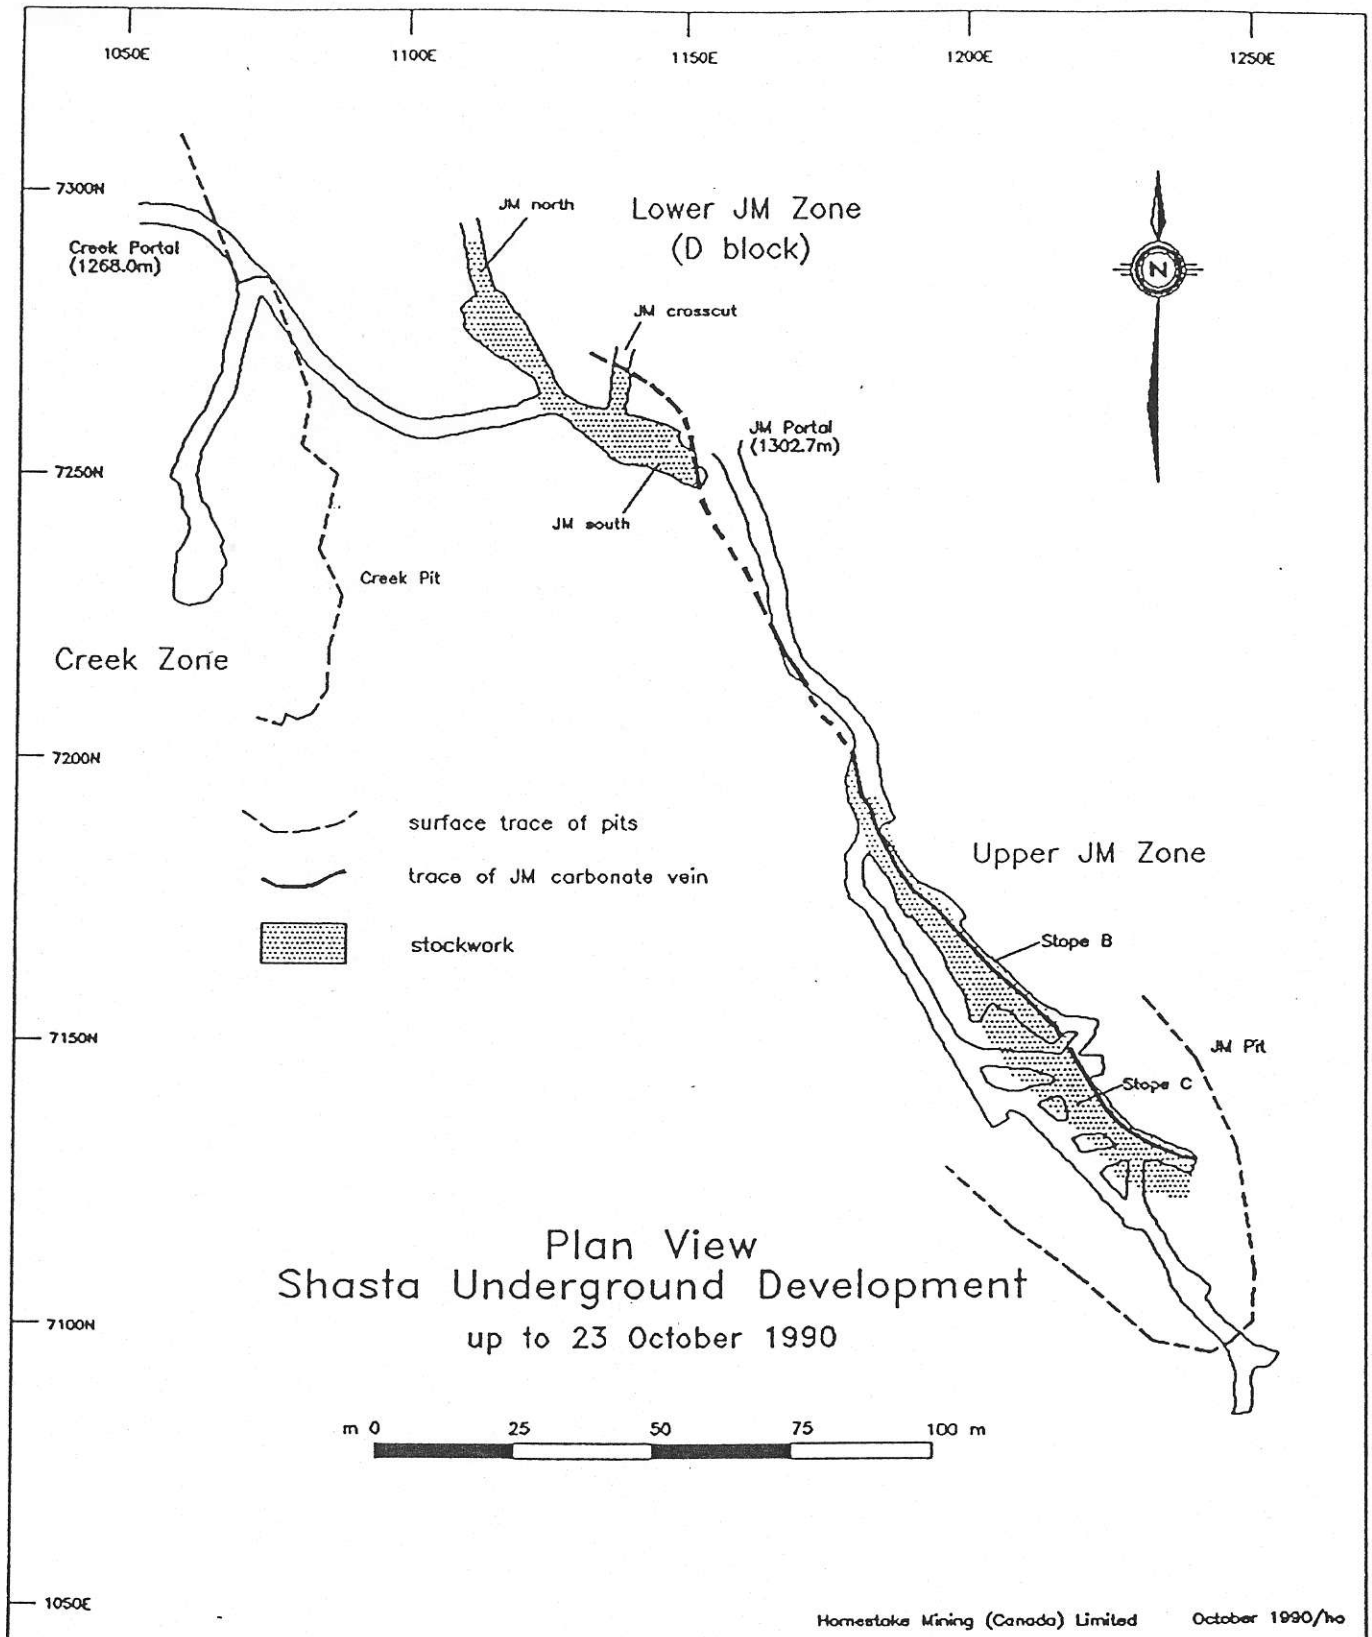 1050E 1100E 1150E 1200E 1250E
7300N
JM north
Lower JM Zone
(D block)
Creek Portal
(1268.0m)
N
JM crosscut
JM Portal
(1302.7m)
7250N
JM south
Creek Pit
Creek Zone
7200N
surface trace of pits
Upper JM Zone
trace of JM carbonate vein
stockwork
Stope B
7150N
JM Pit
Stope C
Plan View
Shasta Underground Development
7100N
up to 23 October 1990
m 0 25 50 75 100 m
1050E
Homestake Mining (Canada) Limited October 1990/ho